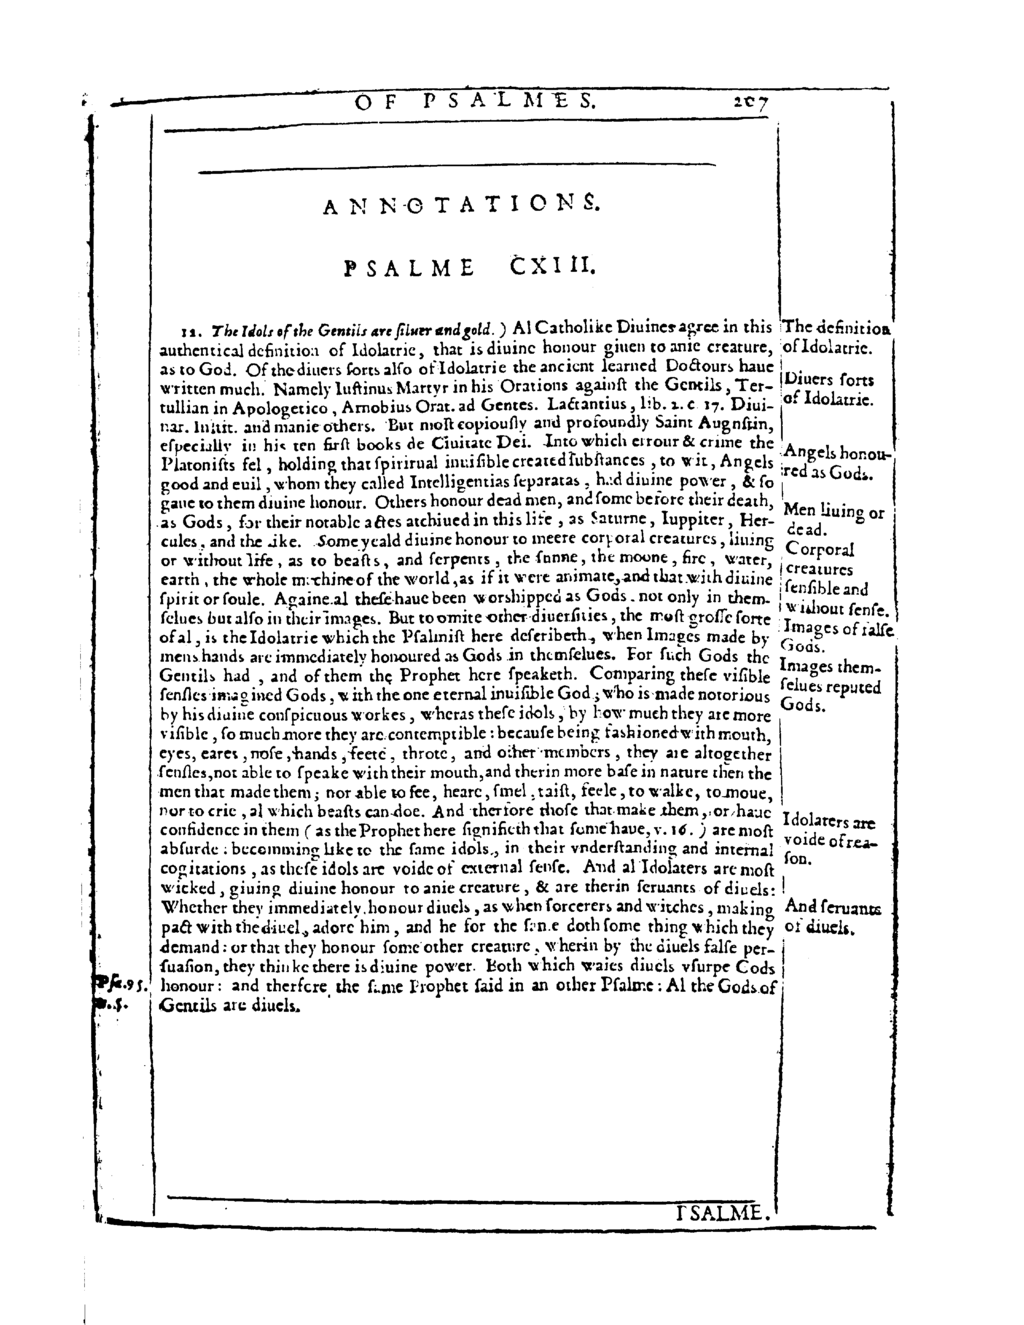 OF PSALMES. 207
ANNOTATIONS.
PSALME CXIII.
12. The Idols of the Gentils are ſiluer and gold. ) Al Catholike Diuines agree in this
authentical definition of Idolatrie, that is diuine honour giuen to anie creature,
as to God. Of the diuers ſorts alſo of Idolatrie the ancient learned Doctours haue
written much. Namely Iuſtinus Martyr in his Orations againſt the Gentils, Ter-
tullian in Apologetico, Arnobius Orat. ad Gentes. Lactantius, lib. 2. c 17. Diui-
nar. Inſtit. and manie others. But moſt copiouſly and profoundly Saint Auguſtin,
eſpecially in his ten firſt books de Ciuitate Dei. Into which errour & crime the
Platoniſts fel, holding that ſpiritual inuiſible created ſubſtances, to wit, Angels
good and euil, whom they called Intelligentias ſeparatas, had diuine power, & ſo
gaue to them diuine honour. Others honour dead men, and ſome before their death,
as Gods, for their notable actes atchiued in this life, as Saturne, Iuppiter, Her-
cules, and the like. Some yeald diuine honour to meere corporal creatures, liuing
or without life, as to beaſts, and ſerpents, the ſunne, the moone, fire, water,
earth, the whole machine of the world, as if it were animate, and that with diuine
ſpirit or ſoule. Againe al theſe haue been worshipped as Gods not only in them-
ſelues but alſo in their images. But to omite other diuerſities, the moſt groſſe ſorte
of al, is the Idolatrie which the Pſalmiſt here deſcribeth, when Images made by
mens hands are immediately honoured as Gods in themſelues. For ſuch Gods the
Gentils had, and of them the Prophet here ſpeaketh. Comparing theſe viſible
ſenſles imagined Gods, with the one eternal inuiſible God; who is made notorious
by his diuine conſpicuous workes, wheras theſe idols, by how much they are more
viſible, ſo much more they are contemptible: becauſe being fashioned with mouth,
eyes, eares, noſe, hands, feete, throte, and other members, they are altogether
ſenſles, not able to ſpeake with their mouth, and therin more baſe in nature then the
men that made them; nor able to ſee, heare, ſmel, taiſt, feele, to walke, to moue,
nor to crie, al which beaſts can doe. And therfore thoſe that make them, or haue
confidence in them ( as the Prophet here ſignifieth that ſome haue, v. 16. ) are moſt
abſurde: becomming like to the ſame idols, in their vnderſtanding and internal
cogitations, as theſe idols are voide of external ſenſe. And al Idolaters are moſt
wicked, giuing diuine honour to anie creature, & are therin ſeruants of diuels:
Whether they immediately honour diuels, as when ſorcerers and witches, making
pact with the diuel, adore him, and he for the ſame doth ſome thing which they
demand: or that they honour ſome other creature, wherin by the diuels falſe per-
ſuaſion, they thinke there is diuine power. Both which waies diuels vſurpe Gods
honour: and therfore the ſame Prophet ſaid in an other Pſalme: Al the Gods of
Gentils are diuels.
The definition
of Idolatrie.
Diuers ſorts
of Idolatrie.
Angels honou-
red as Gods.
Men liuing or
dead.
Corporal
creatures
ſenſible and
without ſenſe.
Images of falſe
Gods.
Images them-
ſelues reputed
Gods.
Idolaters are
voide of rea-
ſon.
And ſeruants
of diuels.
Pſa.95.
v.5.
PSALME.